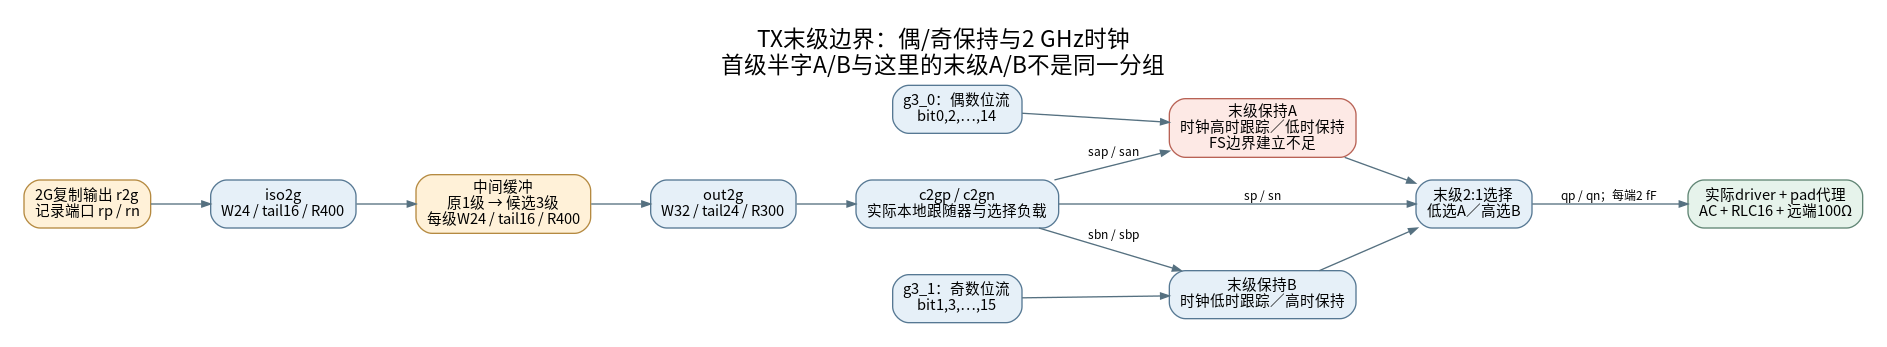 TX末级边界：偶/奇保持与2 GHz时钟
首级半字A/B与这里的末级A/B不是同一分组
2G复制输出 r2g
记录端口 rp / rn
iso2g
W24 / tail16 / R400
中间缓冲
原1级 → 候选3级
每级W24 / tail16 / R400
out2g
W32 / tail24 / R300
g3_0：偶数位流
bit0,2,…,14
c2gp / c2gn
实际本地跟随器与选择负载
g3_1：奇数位流
bit1,3,…,15
sap / san
sp / sn
sbn / sbp
末级保持A
时钟高时跟踪／低时保持
FS边界建立不足
末级保持B
时钟低时跟踪／高时保持
末级2:1选择
低选A／高选B
qp / qn；每端2 fF
实际driver + pad代理
AC + RLC16 + 远端100Ω